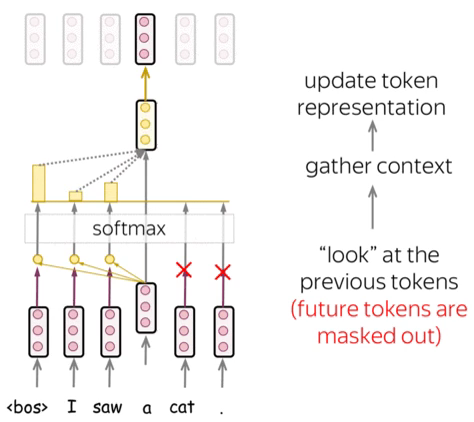 update token
representation
gather context
softmax
“look” at the
previous tokens
(future tokens are
masked out)
<bos> I saw a cat .